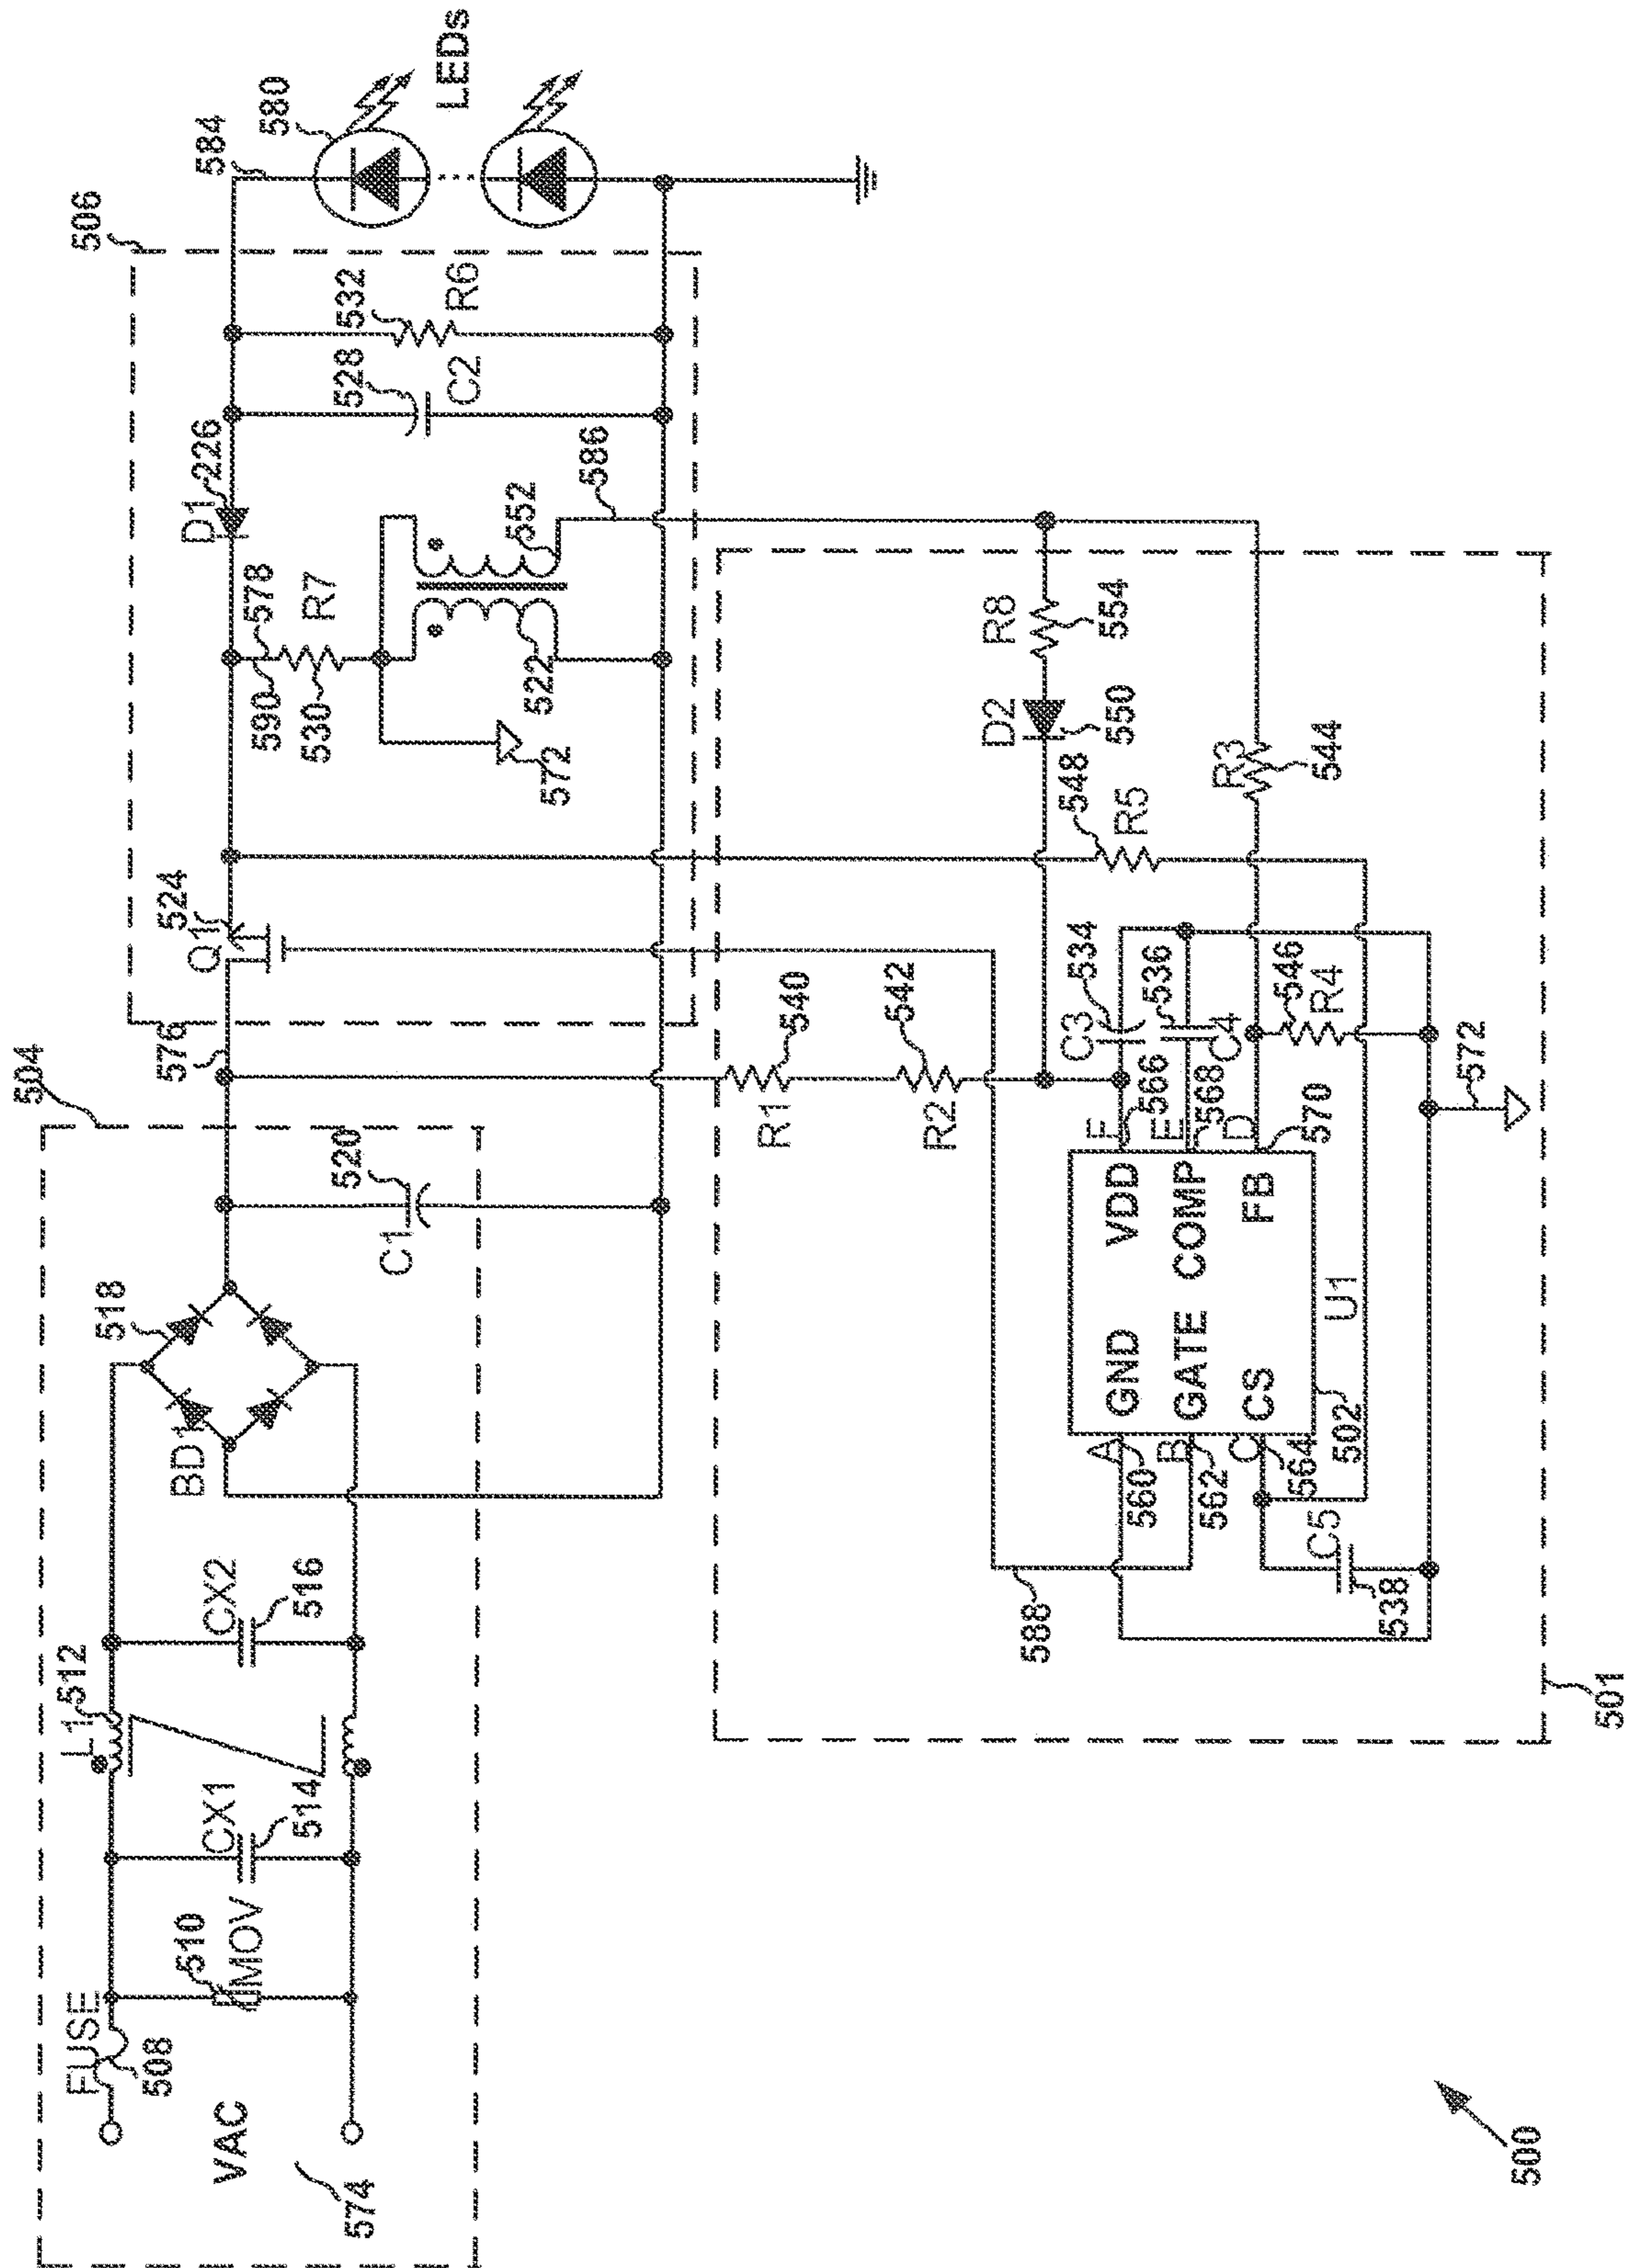 504
FUSE
508
VAC
574
510
MOV
CX1
514
L1
512
CX2
516
BD1
518
C1
520
576
506
Q1
524
590
578
530
R7
572
522
552
D1
226
586
528
C2
532
R6
584
580
LEDs
R1
540
R2
542
588
C3
534
536
C4
546
R4
548
R5
D2
550
R8
554
R3
544
A
560
B
562
C
564
GND
GATE
CS
VDD
COMP
FB
F
566
E
568
D
570
U1
502
C5
538
572
501
500